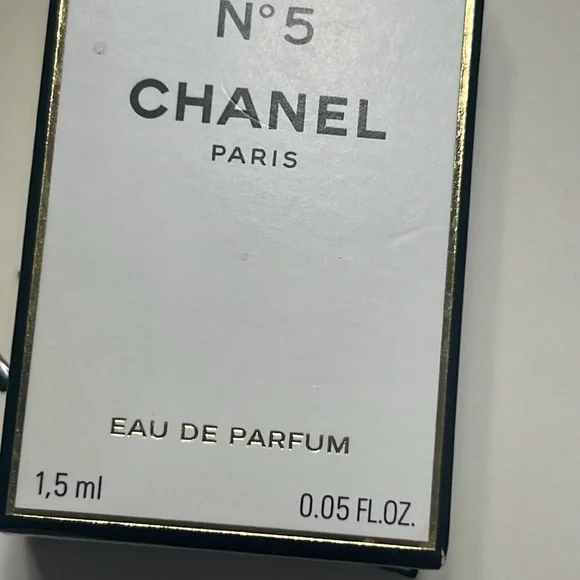 N°5
CHANEL
PARIS
EAU DE PARFUM
1,5 ml
0.05 FL.OZ.